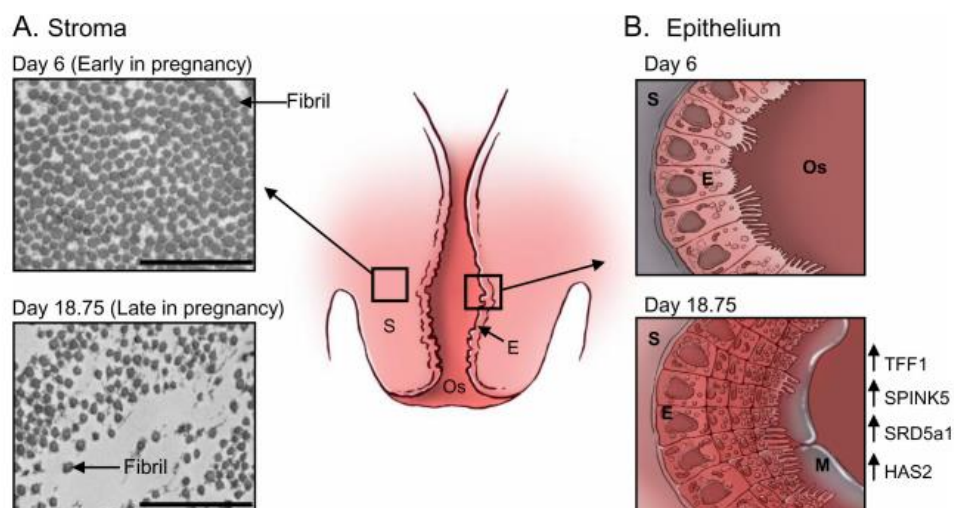 A. Stroma
Day 6 (Early in pregnancy)
Fibril
Day 18.75 (Late in pregnancy)
Fibril
S
E
Os
B. Epithelium
Day 6
S
E
Os
Day 18.75
S
E
M
↑ TFF1
↑ SPINK5
↑ SRD5a1
↑ HAS2